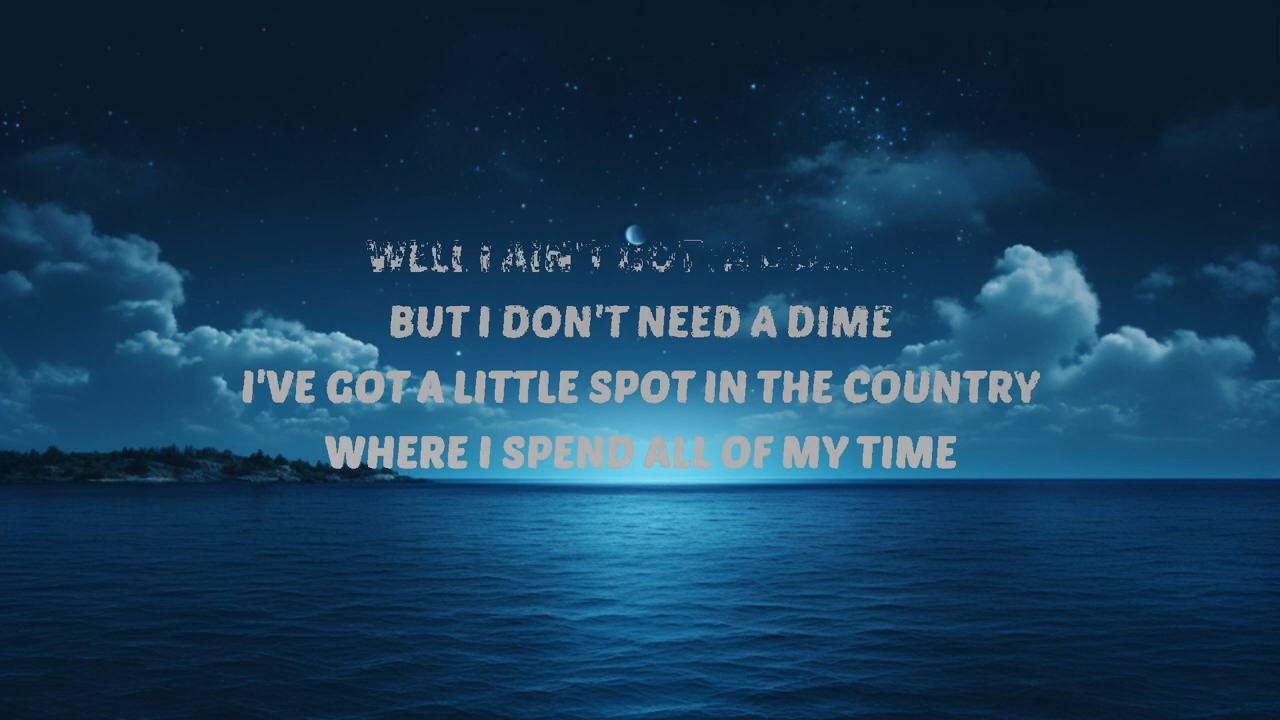 WELL I AIN'T GOT A
BUT I DON'T NEED A DIME
I'VE GOT A LITTLE SPOT IN THE COUNTRY
WHERE I SPEND ALL OF MY TIME